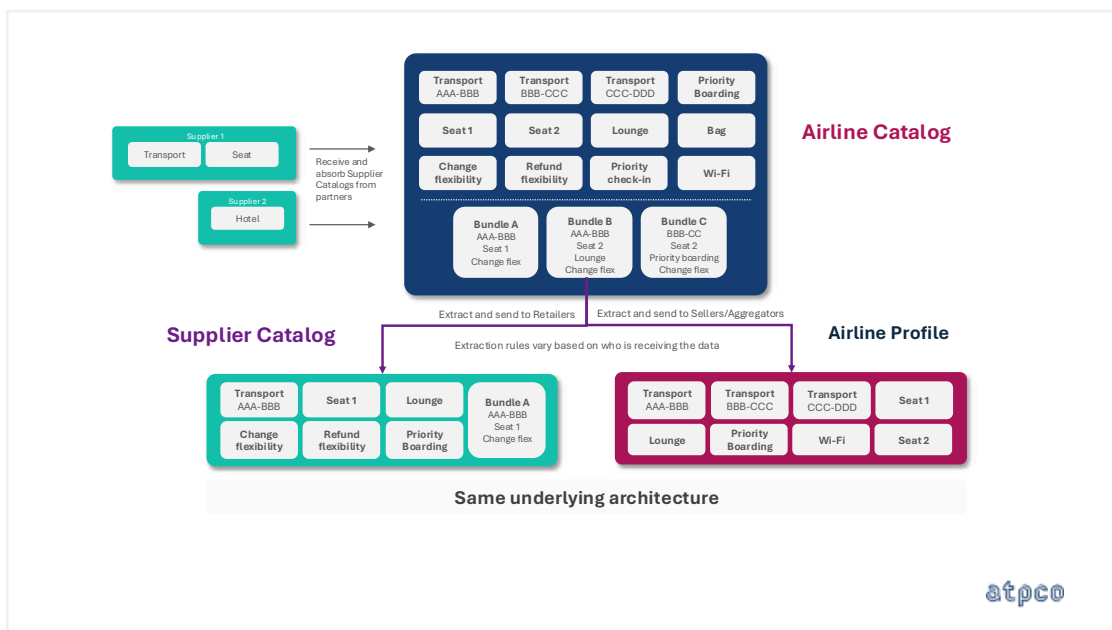 Transport
AAA-BBB
Transport
BBB-CCC
Transport
CCC-DDD
Priority
Boarding
Seat 1
Seat 2
Lounge
Bag
Change
flexibility
Refund
flexibility
Priority
check-in
Wi-Fi
Bundle A
AAA-BBB
Seat 1
Change flex
Bundle B
AAA-BBB
Seat 2
Lounge
Change flex
Bundle C
BBB-CC
Seat 2
Priority boarding
Change flex
Airline Catalog
Supplier 1
Transport
Seat
Supplier 2
Hotel
Receive and
absorb Supplier
Catalogs from
partners
Extract and send to Retailers
Extract and send to Sellers/Aggregators
Supplier Catalog
Airline Profile
Extraction rules vary based on who is receiving the data
Transport
AAA-BBB
Seat 1
Lounge
Bundle A
AAA-BBB
Seat 1
Change flex
Change
flexibility
Refund
flexibility
Priority
Boarding
Transport
AAA-BBB
Transport
BBB-CCC
Transport
CCC-DDD
Seat 1
Lounge
Priority
Boarding
Wi-Fi
Seat 2
Same underlying architecture
atpco